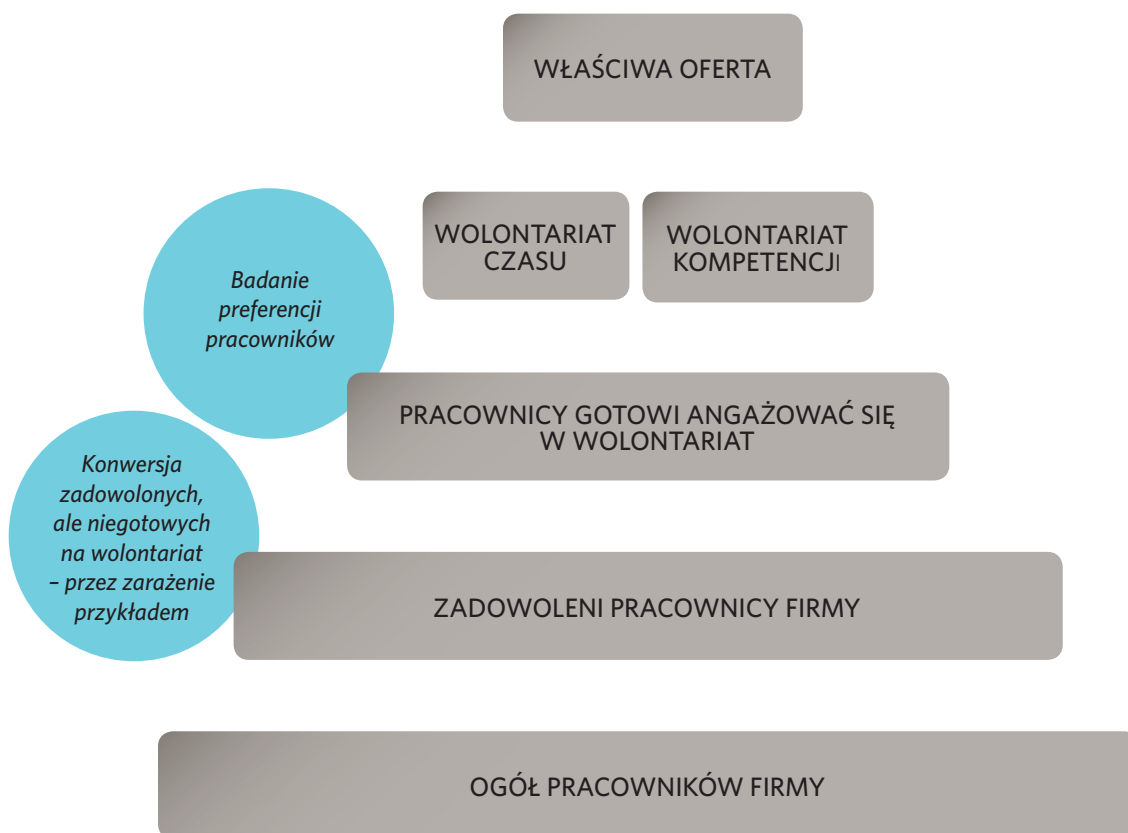 WŁAŚCIWA OFERTA
WOLONTARIAT
CZASU
WOLONTARIAT
KOMPETENCJI
Badanie
preferencji
pracowników
PRACOWNICY GOTOWI ANGAŻOWAĆ SIĘ
W WOLONTARIAT
Konwersja
zadowolonych,
ale niegotowych
na wolontariat
– przez zarażenie
przykładem
ZADOWOLENI PRACOWNICY FIRMY
OGÓŁ PRACOWNIKÓW FIRMY